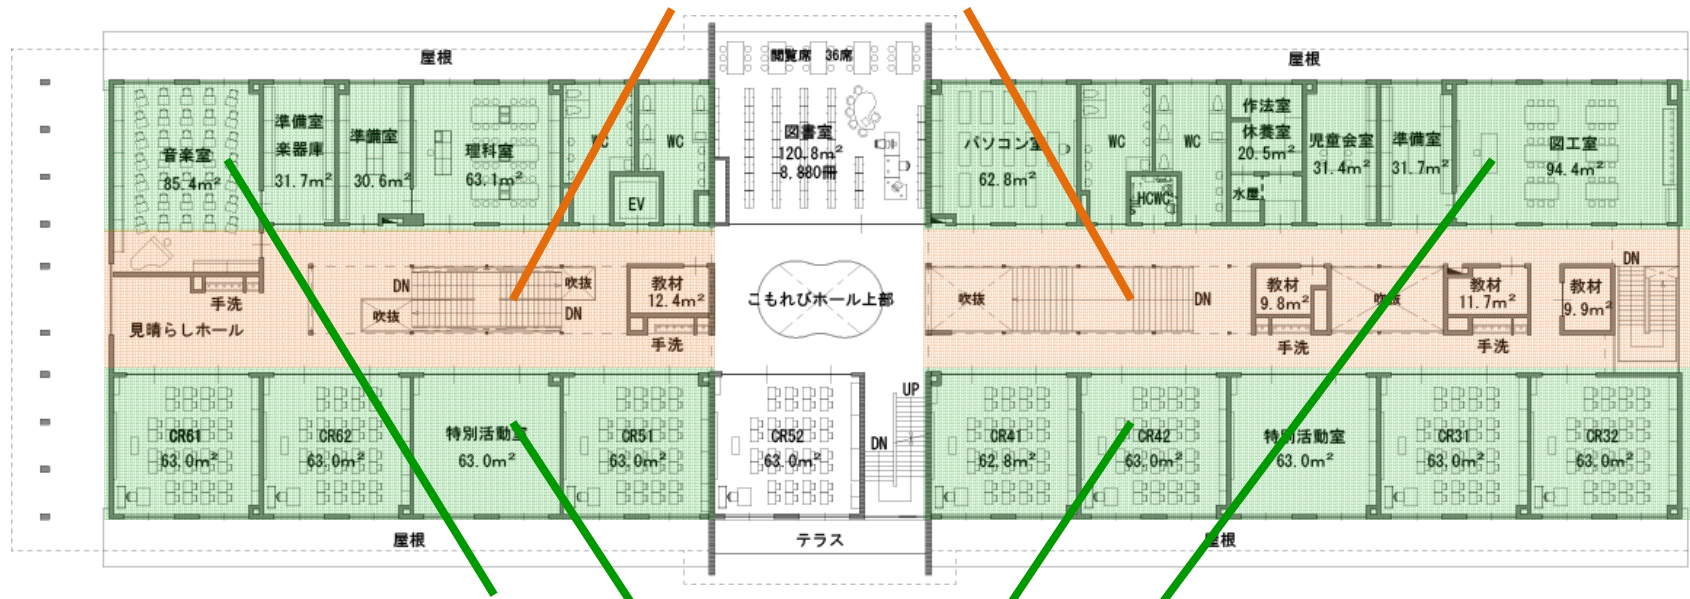 屋根
閲覧席 36席
屋根
音楽室
85.4m²
準備室
楽器庫
31.7m²
準備室
30.6m²
理科室
63.1m²
WC
WC
EV
図書室
120.8m²
8,880冊
パソコン室
62.8m²
WC
WC
HCWC
作法室
休養室
20.5m²
水屋
児童会室
31.4m²
準備室
31.7m²
図工室
94.4m²
手洗
見晴らしホール
DN
吹抜
吹抜
DN
教材
12.4m²
手洗
こもれびホール上部
吹抜
DN
教材
9.8m²
手洗
吹抜
教材
11.7m²
手洗
教材
9.9m²
DN
CR61
63.0m²
CR62
63.0m²
特別活動室
63.0m²
CR51
63.0m²
CR52
63.0m²
UP
DN
CR41
62.8m²
CR42
63.0m²
特別活動室
63.0m²
CR31
63.0m²
CR32
63.0m²
屋根
テラス
屋根